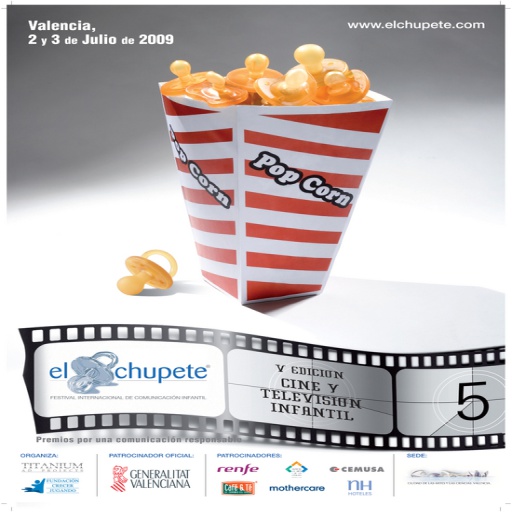 Valencia,
2 y 3 de Julio de 2009
www.elchupete.com
Pop Corn
Pop Corn
el chupete®
FESTIVAL INTERNACIONAL DE COMUNICACIÓN INFANTIL
V EDICION
CINE Y
TELEVISION
INFANTIL
5
Premios por una comunicación responsable
ORGANIZA:
PATROCINADOR OFICIAL:
PATROCINADORES:
SEDE:
TITANIUM
FUNDACIÓN
CRECER
JUGANDO
GENERALITAT
VALENCIANA
renfe
CEMUSA
mothercare
nh
HOTELES